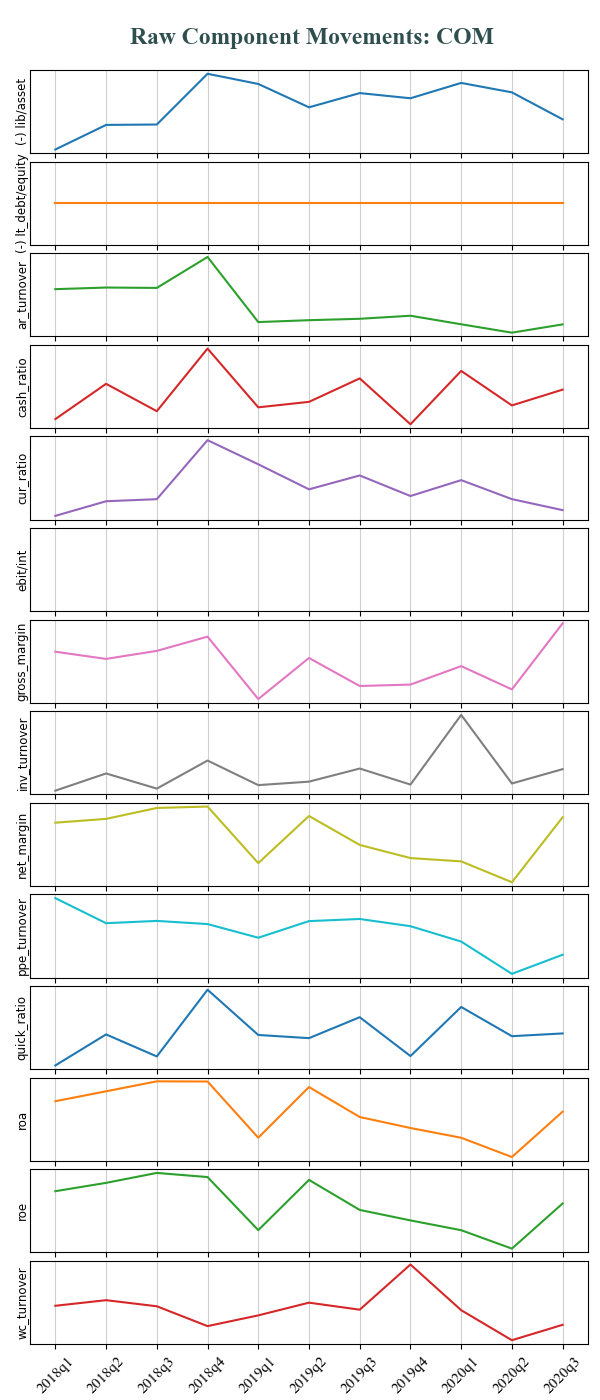 Raw Component Movements: COM
(-) lib/asset
(-) lt_debt/equity
ar_turnover
cash_ratio
cur_ratio
ebit/int
gross_margin
inv_turnover
net_margin
ppe_turnover
quick_ratio
roa
roe
wc_turnover
2018q1 2018q2 2018q3 2018q4 2019q1 2019q2 2019q3 2019q4 2020q1 2020q2 2020q3